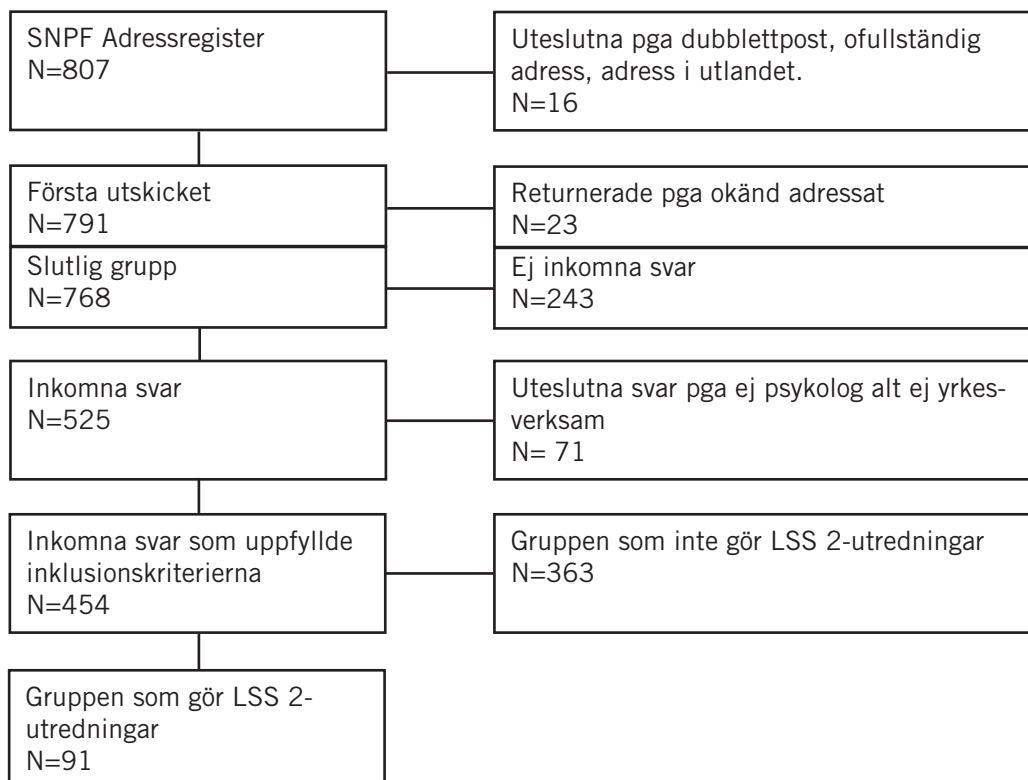 SNPF Adressregister
N=807
Uteslutna pga dubblettpost, ofullständig
adress, adress i utlandet.
N=16
Första utskicket
N=791
Returnerade pga okänd adressat
N=23
Slutlig grupp
N=768
Ej inkomna svar
N=243
Inkomna svar
N=525
Uteslutna svar pga ej psykolog alt ej yrkes-
verksam
N= 71
Inkomna svar som uppfyllde
inklusionskriterierna
N=454
Gruppen som inte gör LSS 2-utredningar
N=363
Gruppen som gör LSS 2-
utredningar
N=91